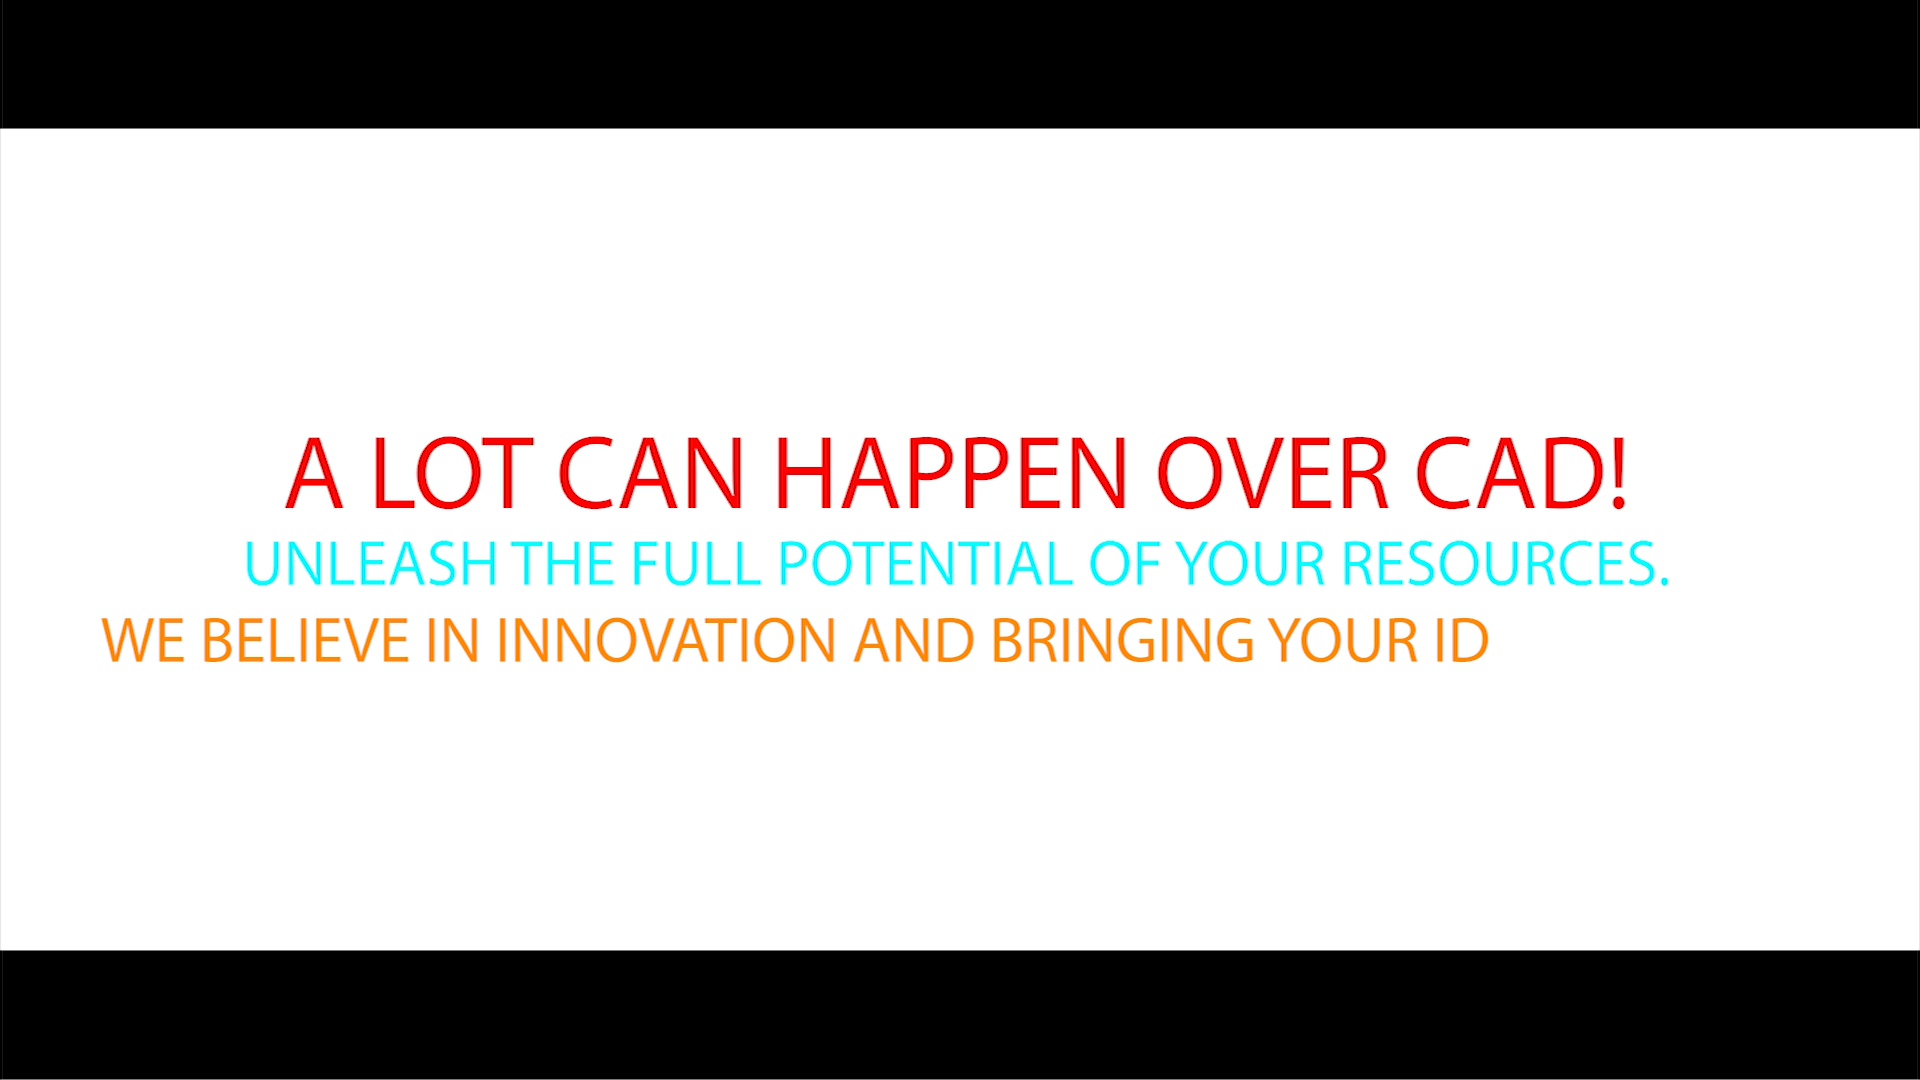 A LOT CAN HAPPEN OVER CAD!
UNLEASH THE FULL POTENTIAL OF YOUR RESOURCES.
WE BELIEVE IN INNOVATION AND BRINGING YOUR ID